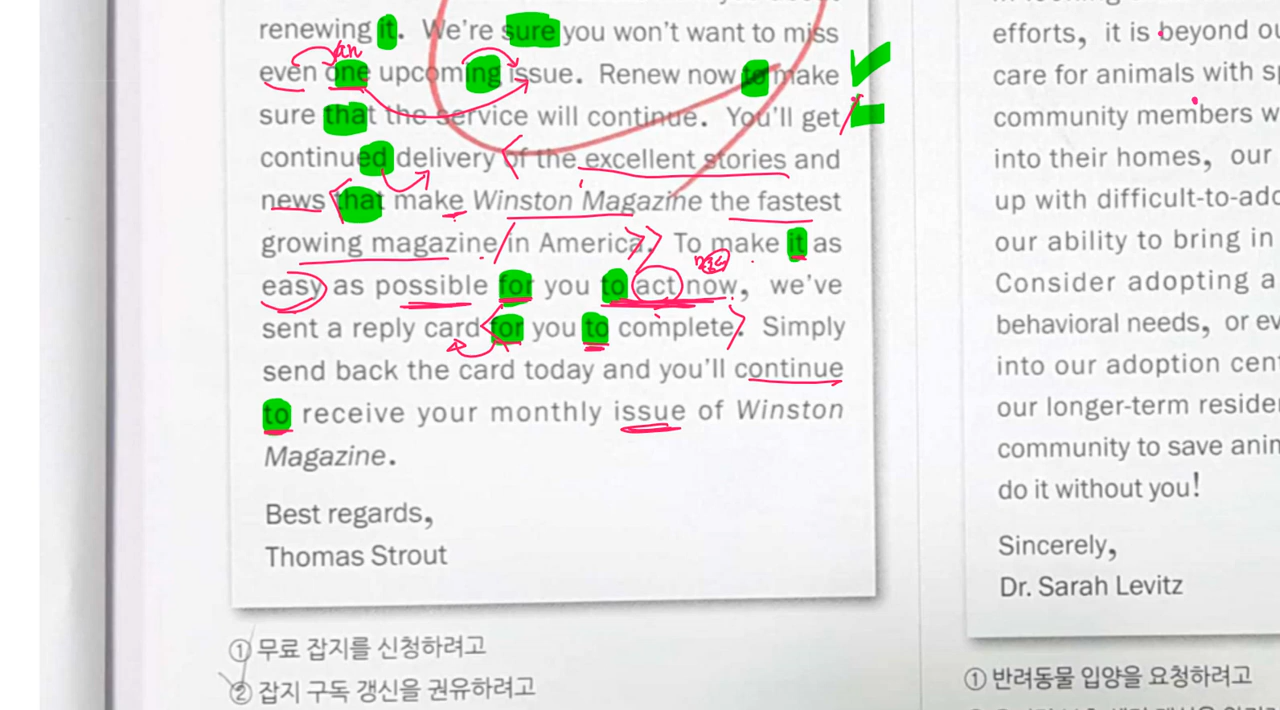 renewing it. We're sure you won't want to miss
an
even one upcoming issue. Renew now to make
sure that the service will continue. You'll get
continued delivery of the excellent stories and
news that make Winston Magazine the fastest
growing magazine in America. To make it as
easy as possible for you to act now, we've
sent a reply card for you to complete. Simply
send back the card today and you'll continue
to receive your monthly issue of Winston
Magazine.
Best regards,
Thomas Strout
① 무료 잡지를 신청하려고
② 잡지 구독 갱신을 권유하려고
efforts, it is beyond
care for animals with
community members
into their homes, our
up with difficult-to-
our ability to bring in
Consider adopting a
behavioral needs, or
into our adoption
our longer-term
community to save
do it without you!
Sincerely,
Dr. Sarah Levitz
① 반려동물 입양을 요청하려고